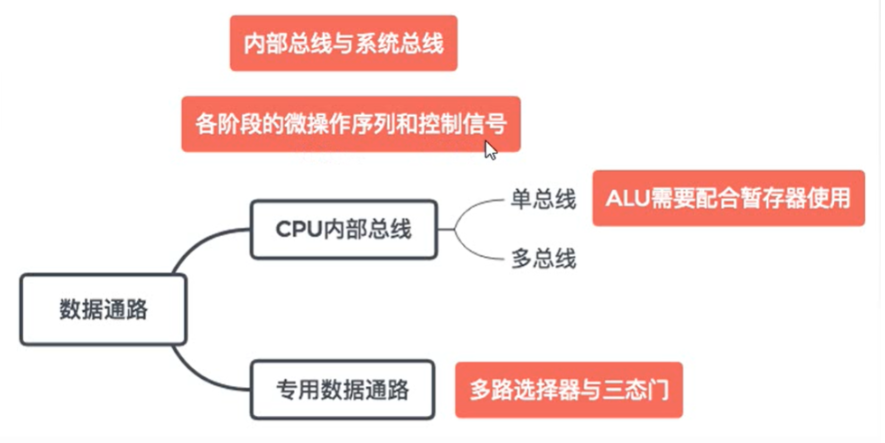 内部总线与系统总线
各阶段的微操作序列和控制信号
单总线
ALU需要配合暂存器使用
CPU内部总线
多总线
数据通路
专用数据通路
多路选择器与三态门